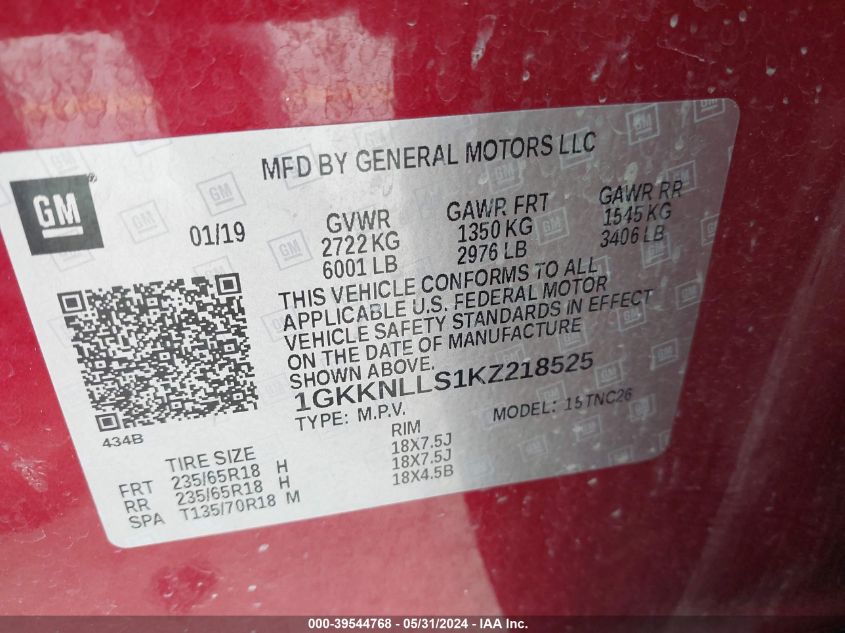 MFD BY GENERAL MOTORS LLC
GM
01/19
GVWR
2722 KG
6001 LB
GAWR FRT
1350 KG
2976 LB
GAWR RR
1545 KG
3406 LB
THIS VEHICLE CONFORMS TO ALL
APPLICABLE U.S. FEDERAL MOTOR
VEHICLE SAFETY STANDARDS IN EFFECT
ON THE DATE OF MANUFACTURE
SHOWN ABOVE.
1GKKNLLS1KZ218525
TYPE: M.P.V.
MODEL: 15TNC26
434B
TIRE SIZE
RIM
FRT 235/65R18 H 18X7.5J
RR 235/65R18 H 18X7.5J
SPA T135/70R18 M 18X4.5B
000-39544768 - 05/31/2024 - IAA Inc.